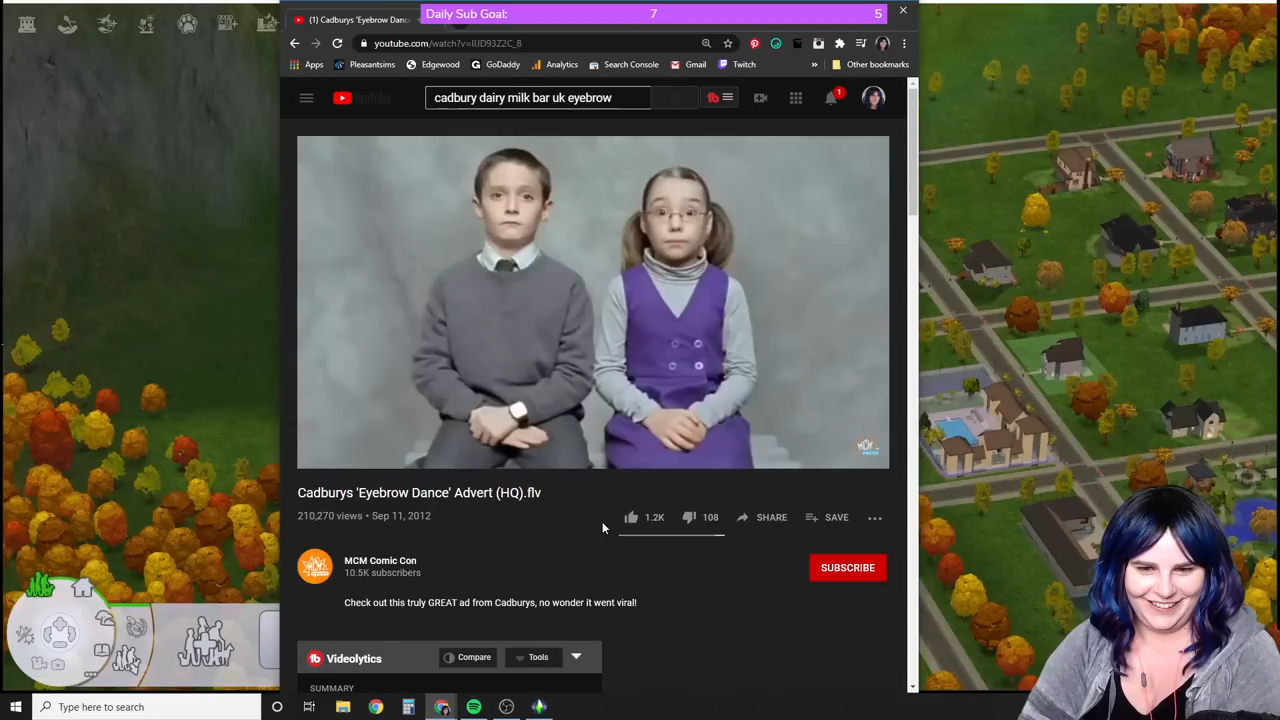 Daily Sub Goal: 7 5
(1) Cadburys 'Eyebrow Danc
youtube.com/watch?v=IUD93Z2C_8
Apps Pleasantsims Edgewood GoDaddy Analytics Search Console Gmail Twitch » Other bookmarks
YouTube cadbury dairy milk bar uk eyebrow 1
MCM
Cadburys 'Eyebrow Dance' Advert (HQ).flv
210,270 views • Sep 11, 2012
1.2K 108 SHARE SAVE
MCM Comic Con
10.5K subscribers
SUBSCRIBE
Check out this truly GREAT ad from Cadburys, no wonder it went viral!
Videolytics Compare Tools
SUMMARY
Type here to search